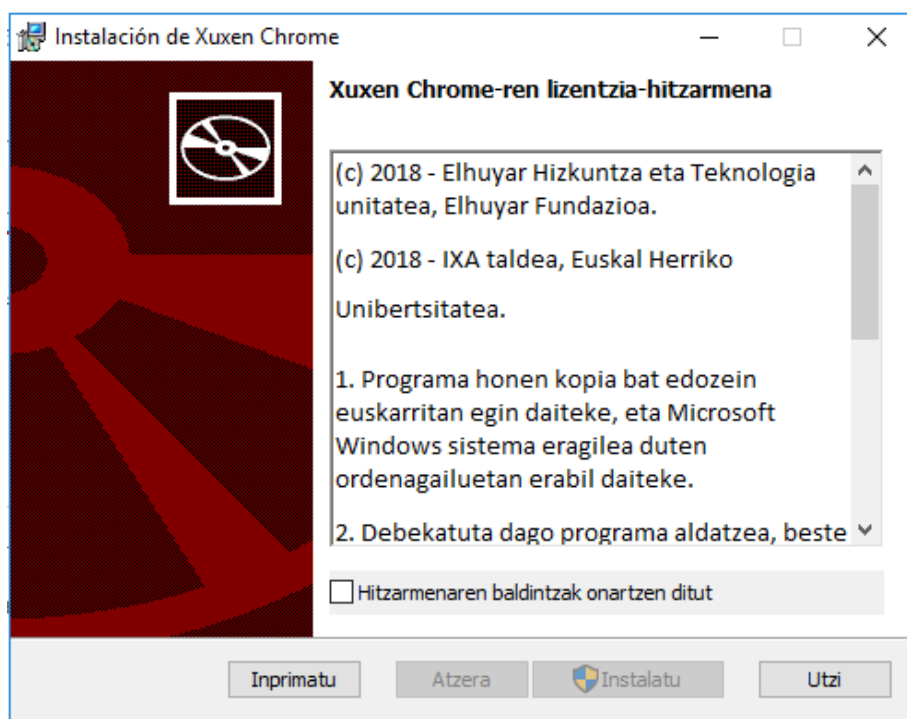 Instalación de Xuxen Chrome
Xuxen Chrome-ren lizentzia-hitzarmena
(c) 2018 - Elhuyar Hizkuntza eta Teknologia
unitatea, Elhuyar Fundazioa.
(c) 2018 - IXA taldea, Euskal Herriko
Unibertsitatea.
1. Programa honen kopia bat edozein
euskarritan egin daiteke, eta Microsoft
Windows sistema eragilea duten
ordenagailuetan erabil daiteke.
2. Debekatuta dago programa aldatzea, beste
Hitzarmenaren baldintzak onartzen ditut
Inprimatu
Atzera
Instalatu
Utzi